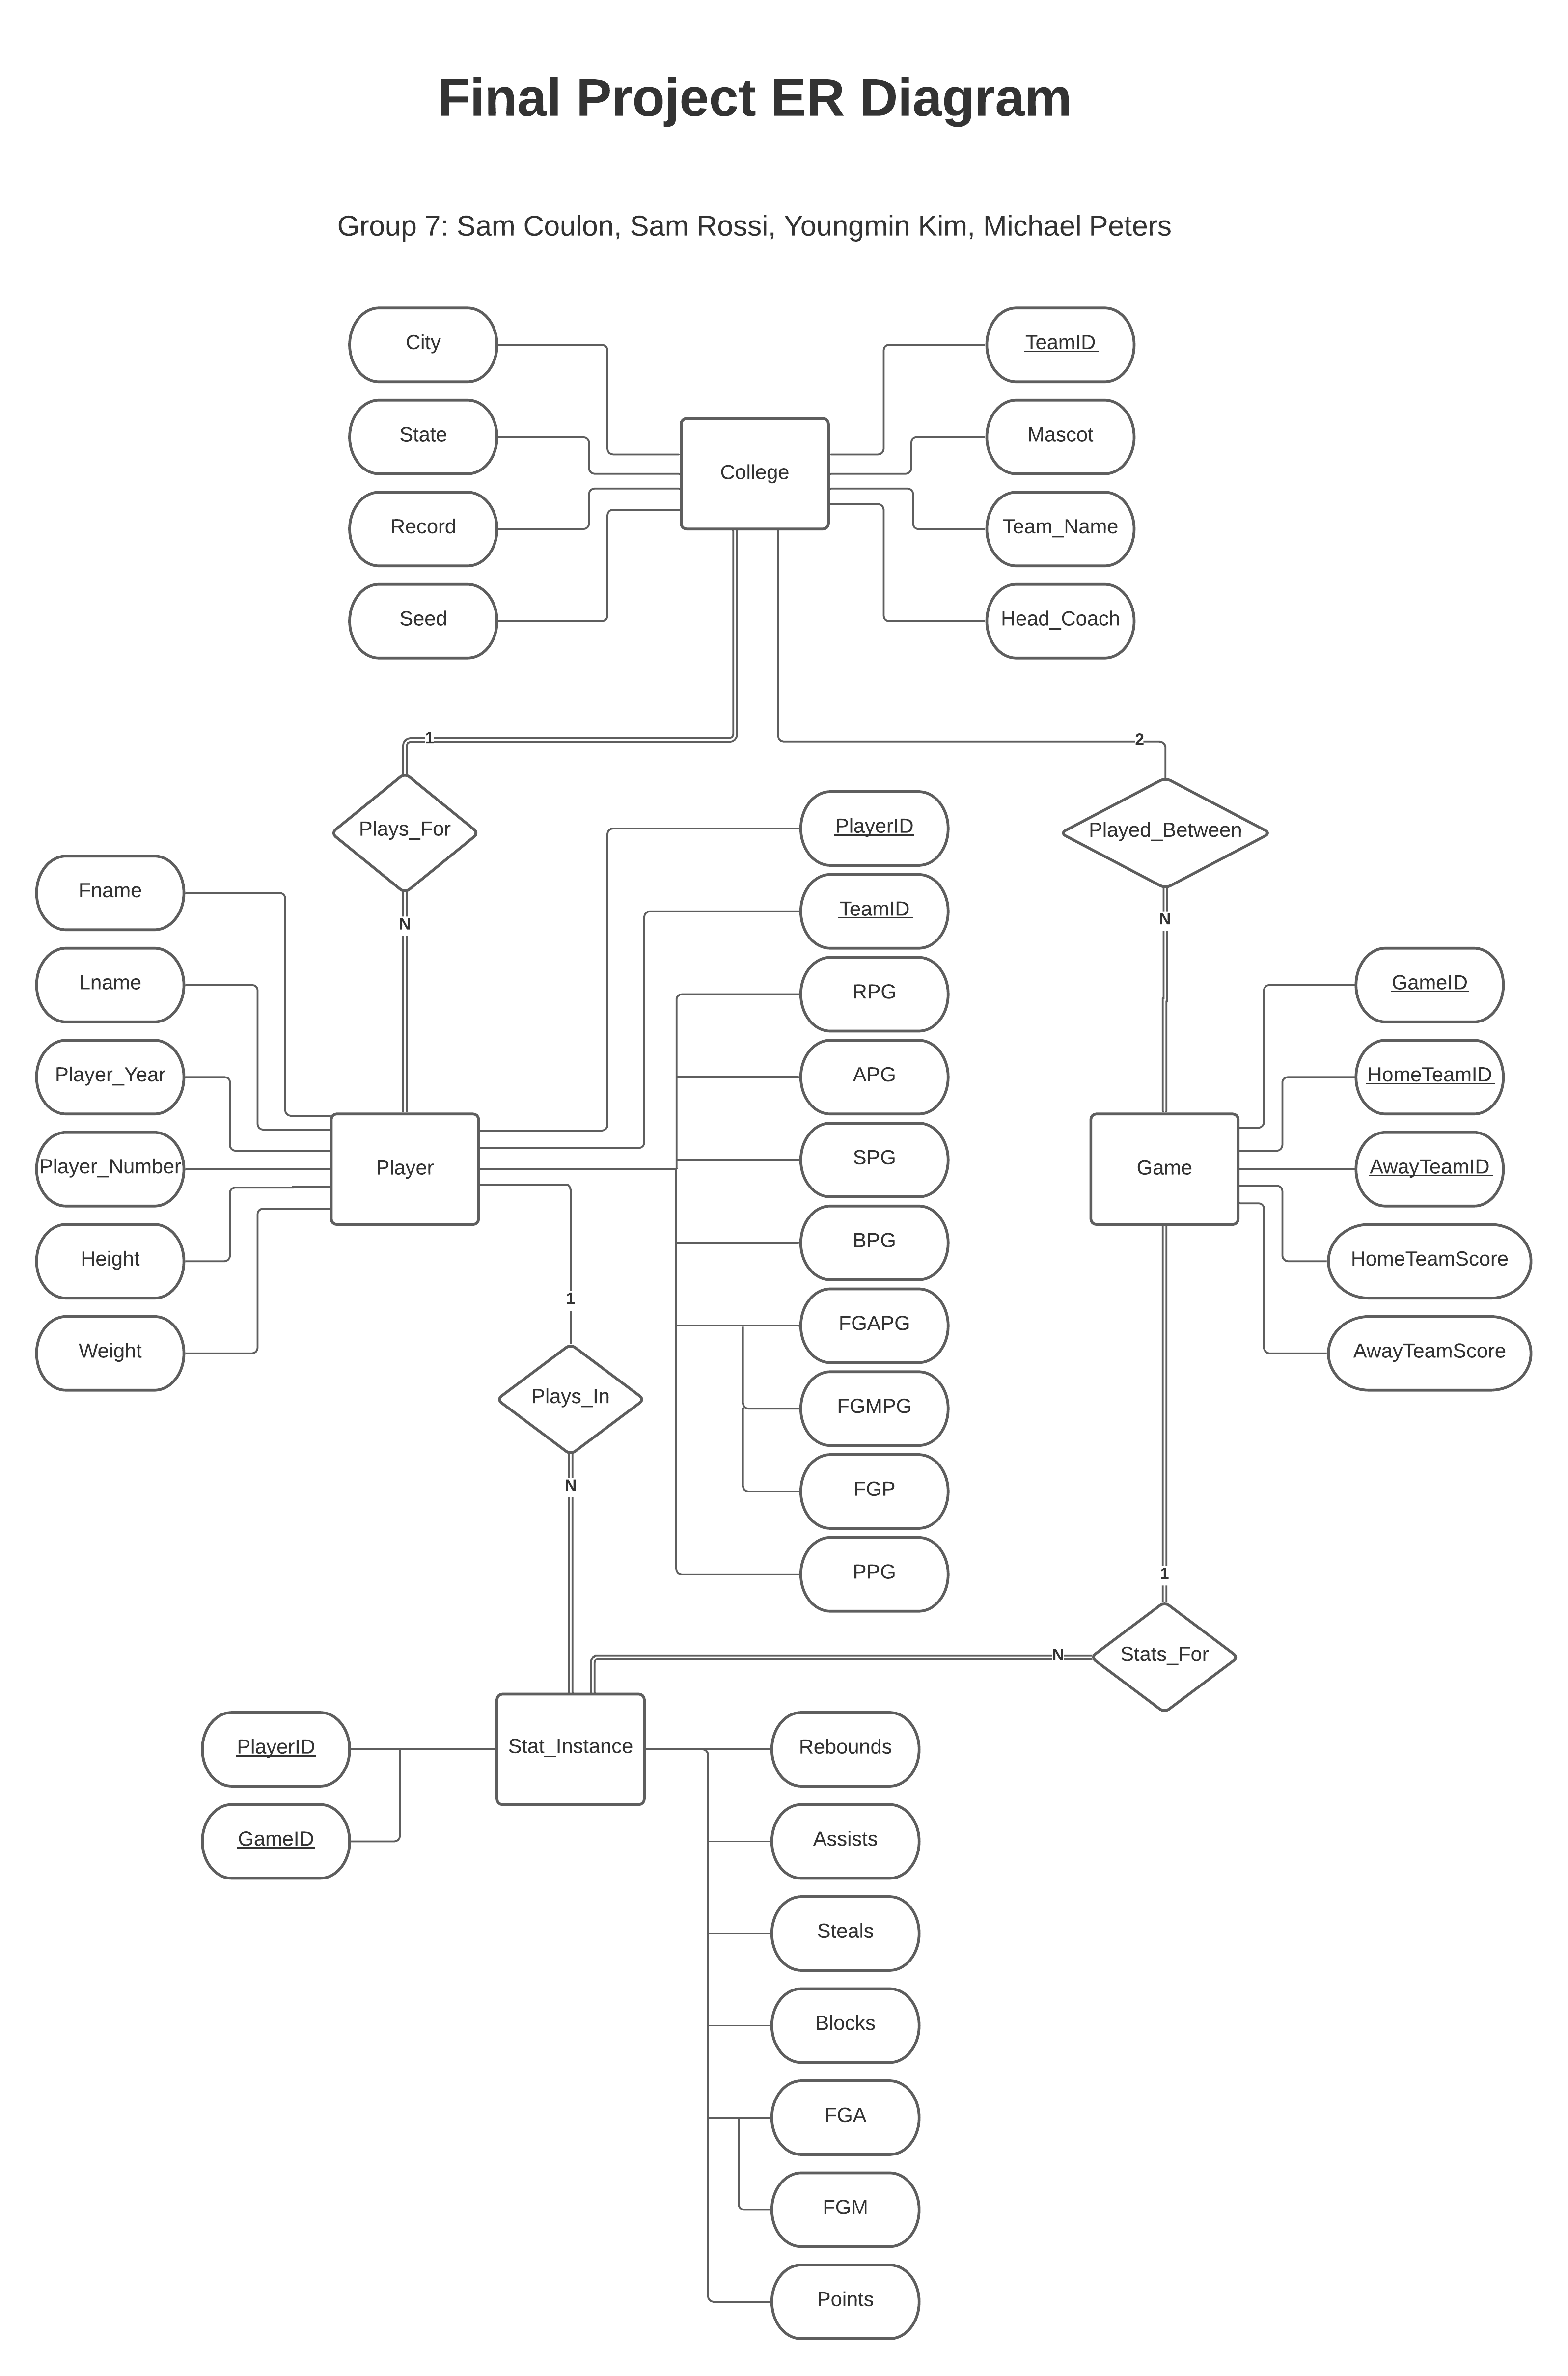 Final Project ER Diagram
Group 7: Sam Coulon, Sam Rossi, Youngmin Kim, Michael Peters
City
State
Record
Seed
College
TeamID
Mascot
Team_Name
Head_Coach
1
2
Plays_For
Played_Between
N
N
Fname
Lname
Player_Year
Player_Number
Height
Weight
Player
PlayerID
TeamID
RPG
APG
SPG
BPG
FGAPG
FGMPG
FGP
PPG
Game
GameID
HomeTeamID
AwayTeamID
HomeTeamScore
AwayTeamScore
1
Plays_In
N
1
Stats_For
N
PlayerID
GameID
Stat_Instance
Rebounds
Assists
Steals
Blocks
FGA
FGM
Points